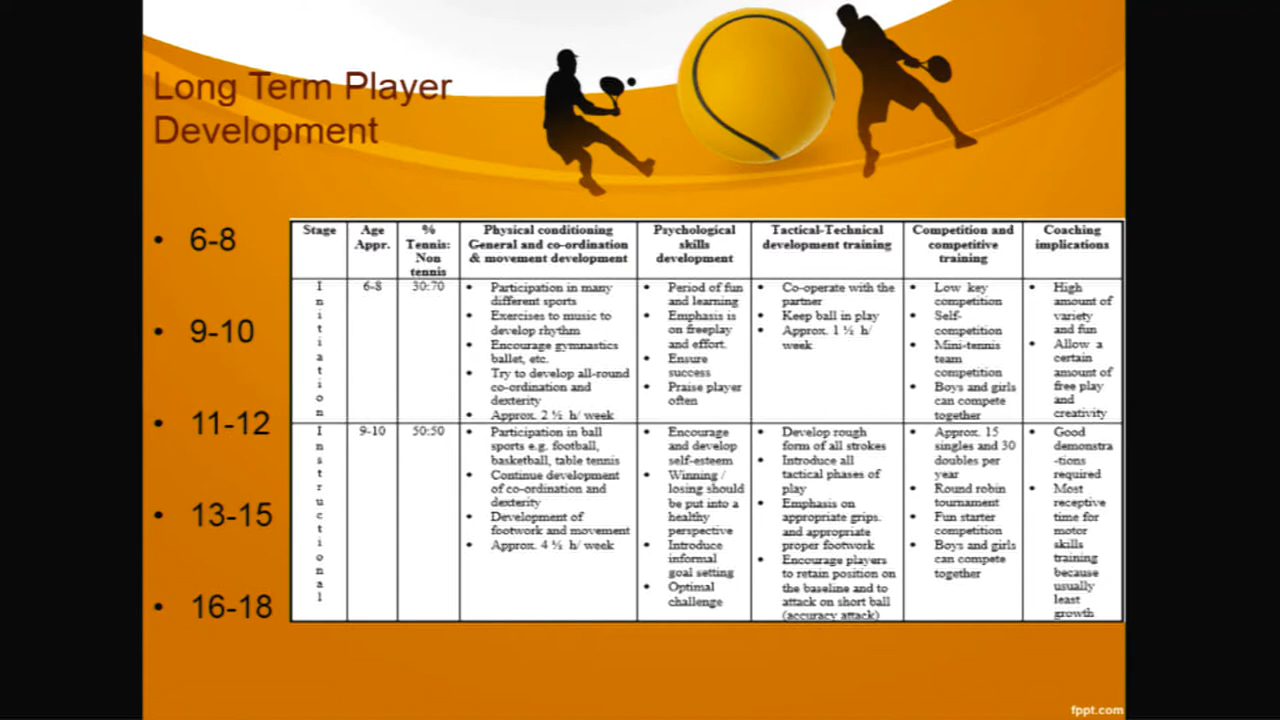 Long Term Player
Development
• 6-8
• 9-10
• 11-12
• 13-15
• 16-18
Stage
Age
Appr.
%
Tennis:
Non
tennis
Physical conditioning
General and co-ordination
& movement development
Psychological
skills
development
Tactical-Technical
development training
Competition and
competitive
training
Coaching
implications
I
n
i
t
i
a
t
i
o
n
6-8
30:70
• Participation in many
different sports
• Exercises to music to
develop rhythm
• Encourage gymnastics
ballet, etc.
• Try to develop all-round
co-ordination and
dexterity
• Approx. 2 ½ h/ week
• Period of fun
and learning
• Emphasis is
on freeplay
and effort.
• Ensure
success
• Praise player
often
• Co-operate with the
partner
• Keep ball in play
• Approx. 1 ½ h/
week
• Low key
competition
• Self-
competition
• Mini-tennis
team
competition
• Boys and girls
can compete
together
• High
amount of
variety
and fun
• Allow a
certain
amount of
free play
and
creativity
I
n
s
t
r
u
c
t
i
o
n
a
l
9-10
50:50
• Participation in ball
sports e.g. football,
basketball, table tennis
• Continue development
of co-ordination and
dexterity
• Development of
footwork and movement
• Approx. 4 ½ h/ week
• Encourage
and develop
self-esteem
• Winning /
losing should
be put into a
healthy
perspective
• Introduce
informal
goal setting
• Optimal
challenge
• Develop rough
form of all strokes
• Introduce all
tactical phases of
play
• Emphasis on
appropriate grips.
and appropriate
proper footwork
• Encourage players
to retain position on
the baseline and to
attack on short ball
(accuracy attack)
• Approx. 15
singles and 30
doubles per
year
• Round robin
tournament
• Fun starter
competition
• Boys and girls
can compete
together
• Good
demonstra
-tions
required
• Most
receptive
time for
motor
skills
training
because
usually
least
growth
fppt.com